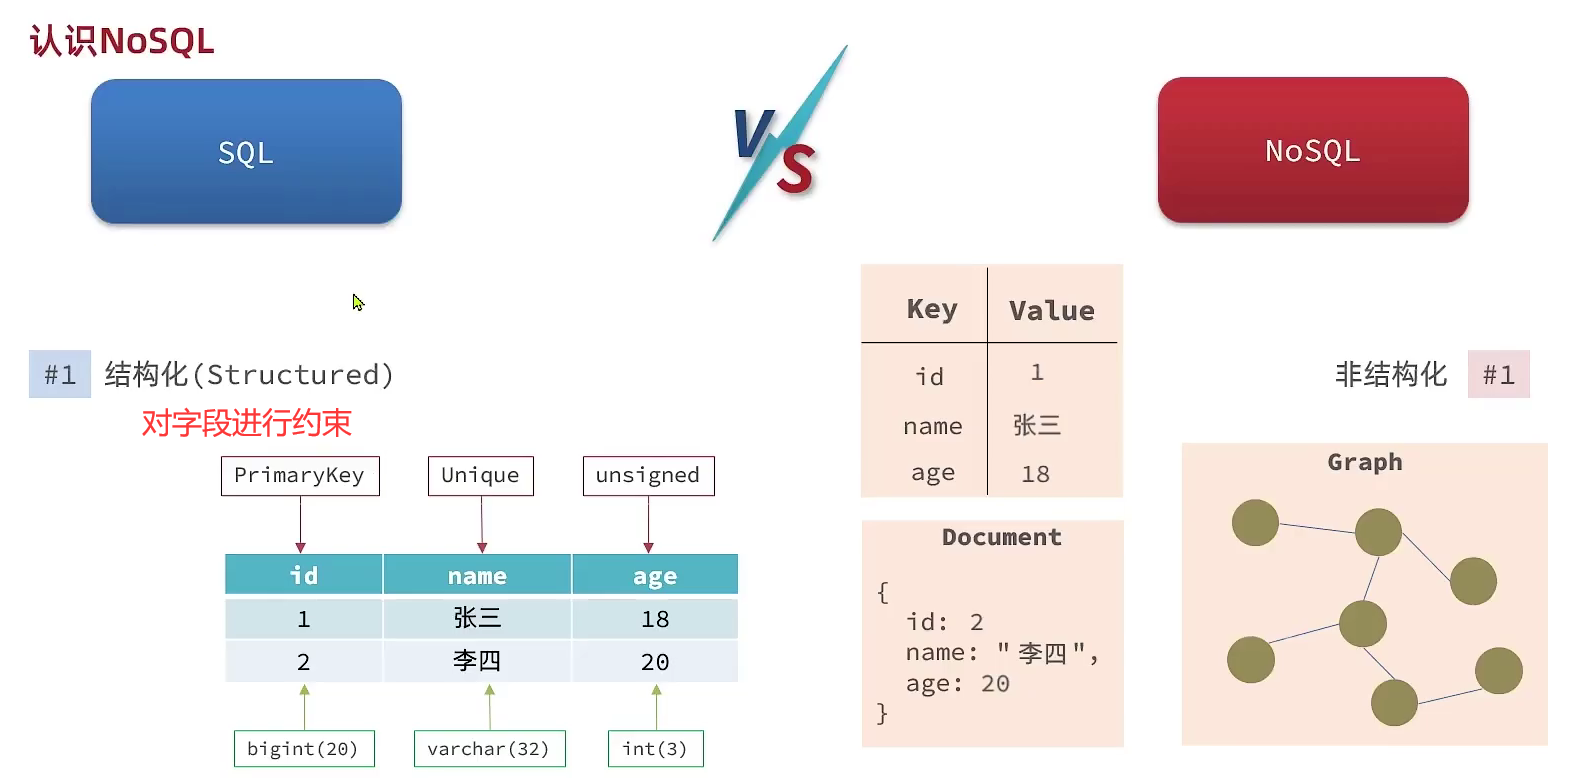 认识NoSQL
SQL
VS
NoSQL
#1 结构化(Structured)
对字段进行约束
PrimaryKey Unique unsigned
id name age
1 张三 18
2 李四 20
bigint(20) varchar(32) int(3)
Key Value
id 1
name 张三
age 18
Document
{
id: 2
name: "李四",
age: 20
}
非结构化 #1
Graph